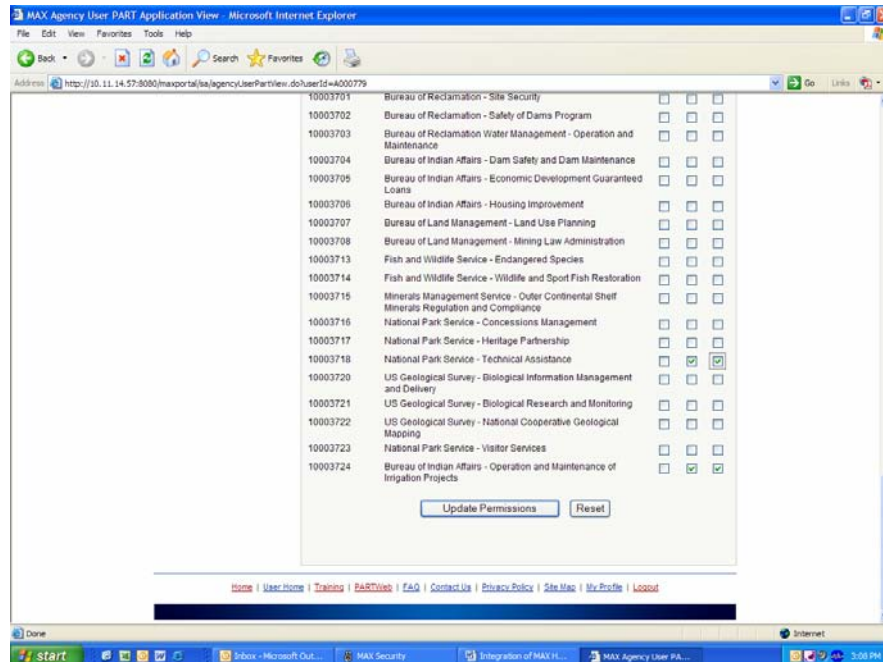 MAX Agency User PART Application View - Microsoft Internet Explorer
File Edit View Favorites Tools Help
Back Search Favorites
Address http://10.11.14.57:8080/maxportal/sa/agencyUserPartView.do?userId=A000779 Go Links
10003701 Bureau of Reclamation - Site Security
10003702 Bureau of Reclamation - Safety of Dams Program
10003703 Bureau of Reclamation Water Management - Operation and
Maintenance
10003704 Bureau of Indian Affairs - Dam Safety and Dam Maintenance
10003705 Bureau of Indian Affairs - Economic Development Guaranteed
Loans
10003706 Bureau of Indian Affairs - Housing Improvement
10003707 Bureau of Land Management - Land Use Planning
10003708 Bureau of Land Management - Mining Law Administration
10003713 Fish and Wildlife Service - Endangered Species
10003714 Fish and Wildlife Service - Wildlife and Sport Fish Restoration
10003715 Minerals Management Service - Outer Continental Shelf
Minerals Regulation and Compliance
10003716 National Park Service - Concessions Management
10003717 National Park Service - Heritage Partnership
10003718 National Park Service - Technical Assistance
10003720 US Geological Survey - Biological Information Management
and Delivery
10003721 US Geological Survey - Biological Research and Monitoring
10003722 US Geological Survey - National Cooperative Geological
Mapping
10003723 National Park Service - Visitor Services
10003724 Bureau of Indian Affairs - Operation and Maintenance of
Irrigation Projects
Update Permissions Reset
Home | User Home | Training | PARTWeb | FAQ | Contact Us | Privacy Policy | Site Map | My Profile | Logout
Done Internet
start Inbox - Microsoft Out... MAX Security Integration of MAX H... MAX Agency User PA... 3:08 PM